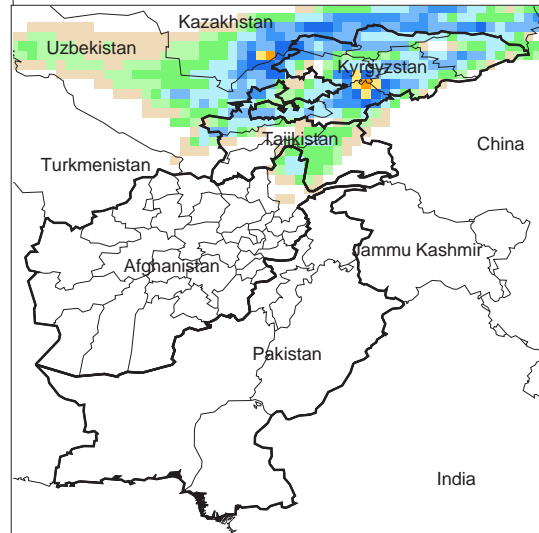 Kazakhstan
Uzbekistan
Kyrgyzstan
Tajikistan
China
Turkmenistan
Jammu Kashmir
Afghanistan
Pakistan
India